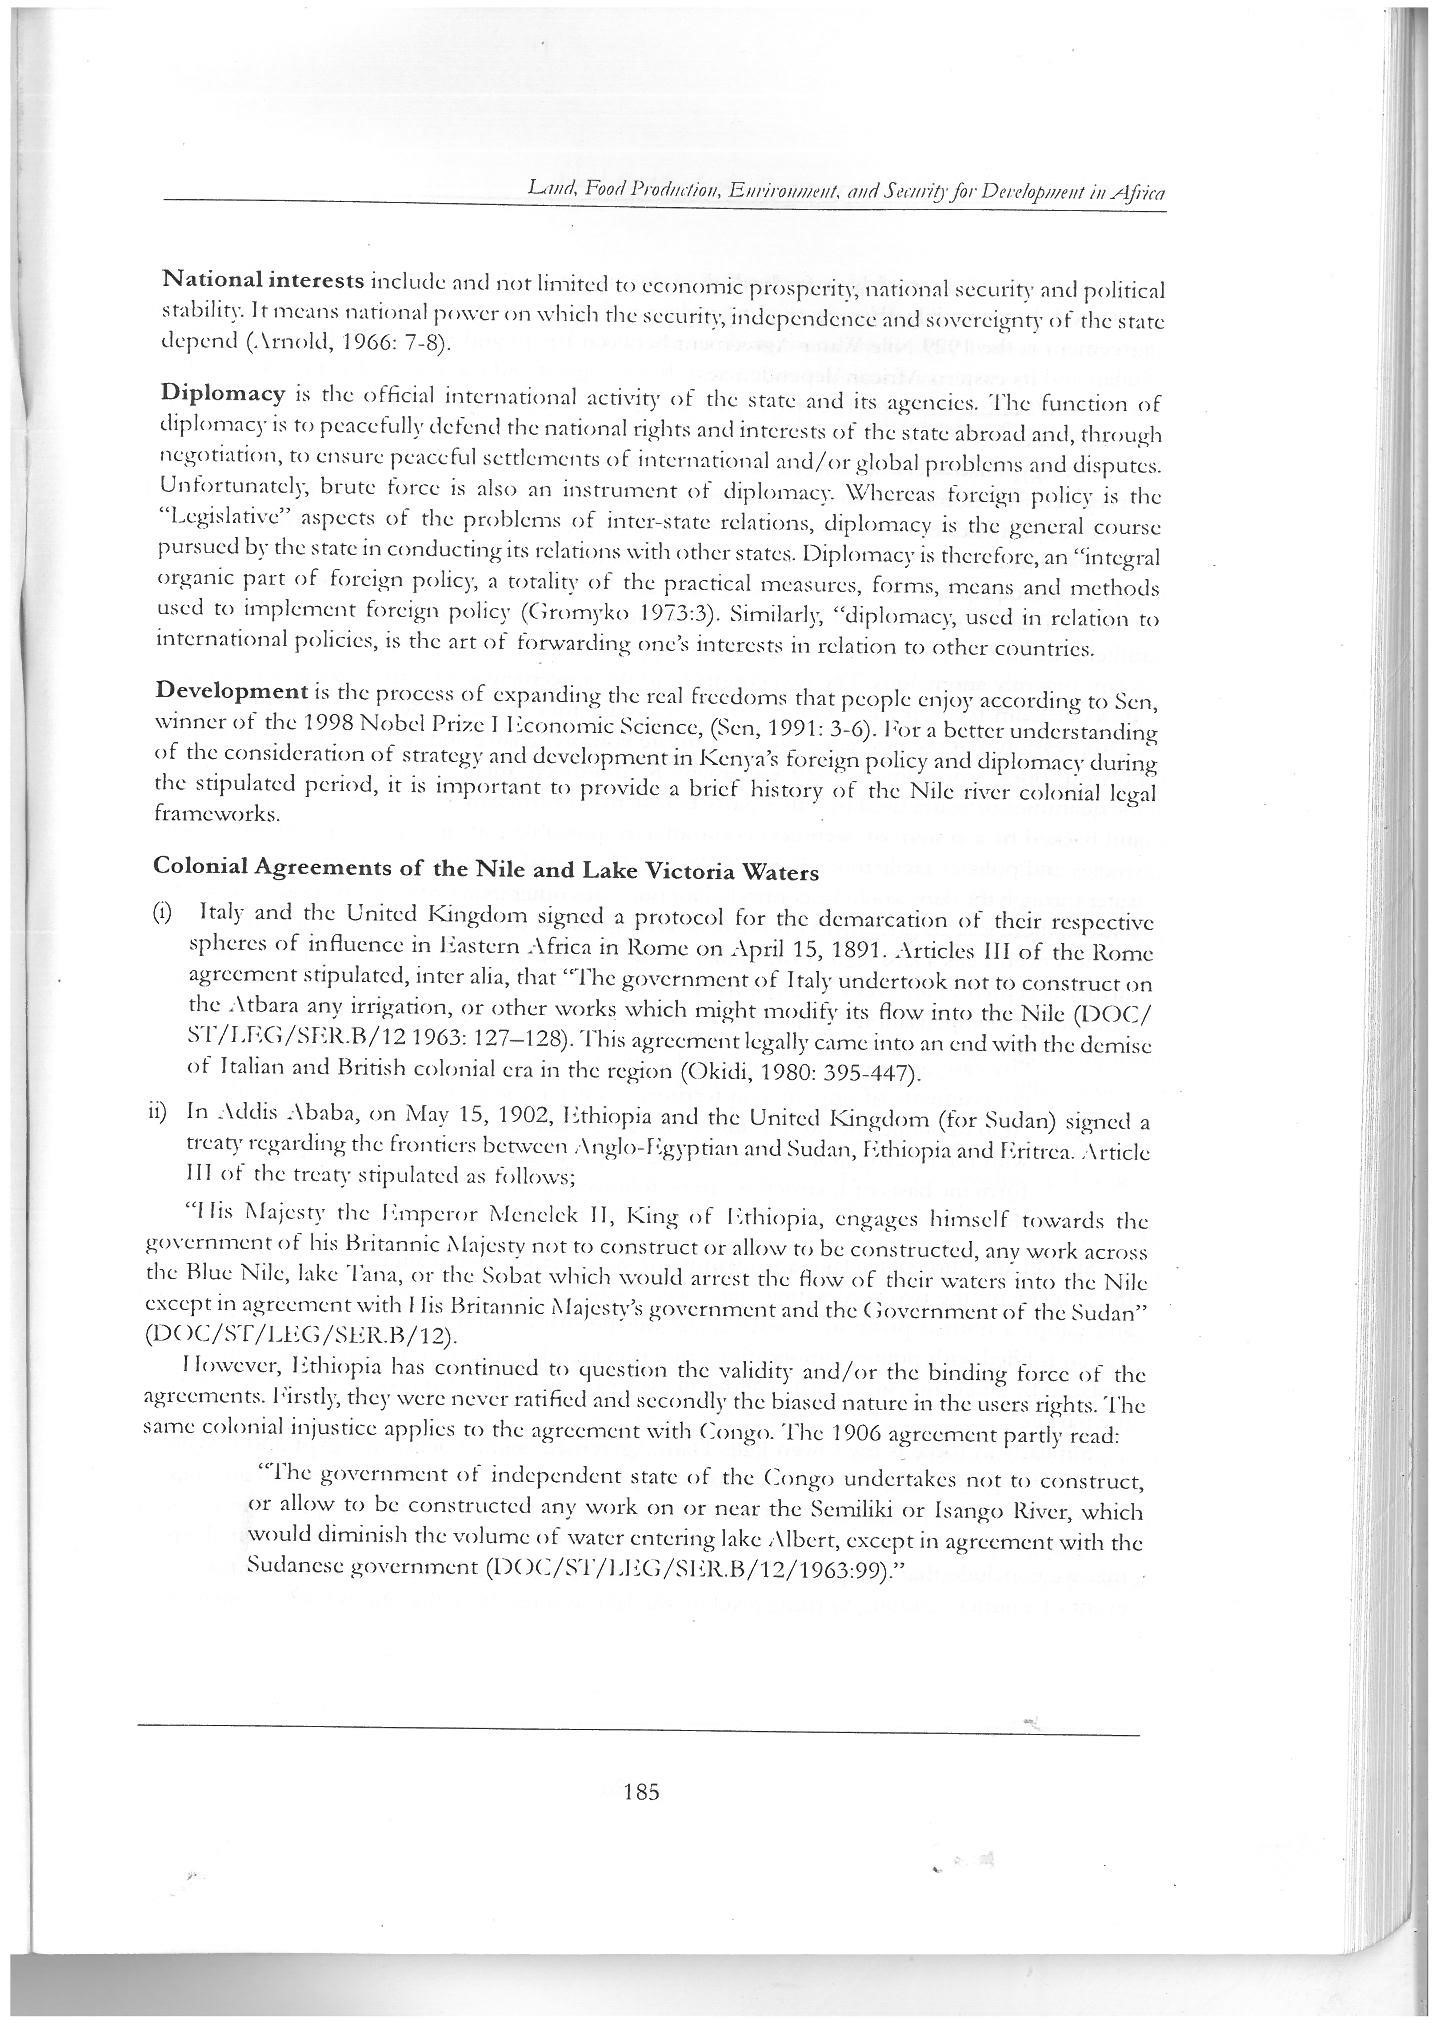 Land, Food Production, Environment, and Security for Development in Africa
National interests include and not limited to economic prosperity, national security and political
stability. It means national power on which the security, independence and sovereignty of the state
depend (Arnold, 1966: 7-8).
Diplomacy is the official international activity of the state and its agencies. The function of
diplomacy is to peacefully defend the national rights and interests of the state abroad and, through
negotiation, to ensure peaceful settlements of international and/or global problems and disputes.
Unfortunately, brute force is also an instrument of diplomacy. Whereas foreign policy is the
“Legislative” aspects of the problems of inter-state relations, diplomacy is the general course
pursued by the state in conducting its relations with other states. Diplomacy is therefore, an “integral
organic part of foreign policy, a totality of the practical measures, forms, means and methods
used to implement foreign policy (Gromyko 1973:3). Similarly, “diplomacy, used in relation to
international policies, is the art of forwarding one’s interests in relation to other countries.
Development is the process of expanding the real freedoms that people enjoy according to Sen,
winner of the 1998 Nobel Prize I Economic Science, (Sen, 1991: 3-6). For a better understanding
of the consideration of strategy and development in Kenya’s foreign policy and diplomacy during
the stipulated period, it is important to provide a brief history of the Nile river colonial legal
frameworks.
Colonial Agreements of the Nile and Lake Victoria Waters
(i) Italy and the United Kingdom signed a protocol for the demarcation of their respective
spheres of influence in Eastern Africa in Rome on April 15, 1891. Articles III of the Rome
agreement stipulated, inter alia, that “The government of Italy undertook not to construct on
the Atbara any irrigation, or other works which might modify its flow into the Nile (DOC/
ST/LEG/SER.B/12 1963: 127–128). This agreement legally came into an end with the demise
of Italian and British colonial era in the region (Okidi, 1980: 395-447).
ii) In Addis Ababa, on May 15, 1902, Ethiopia and the United Kingdom (for Sudan) signed a
treaty regarding the frontiers between Anglo-Egyptian and Sudan, Ethiopia and Eritrea. Article
III of the treaty stipulated as follows;
“His Majesty the Emperor Menelek II, King of Ethiopia, engages himself towards the
government of his Britannic Majesty not to construct or allow to be constructed, any work across
the Blue Nile, lake Tana, or the Sobat which would arrest the flow of their waters into the Nile
except in agreement with His Britannic Majesty’s government and the Government of the Sudan”
(DOC/ST/LEG/SER.B/12).
However, Ethiopia has continued to question the validity and/or the binding force of the
agreements. Firstly, they were never ratified and secondly the biased nature in the users rights. The
same colonial injustice applies to the agreement with Congo. The 1906 agreement partly read:
“The government of independent state of the Congo undertakes not to construct,
or allow to be constructed any work on or near the Semiliki or Isango River, which
would diminish the volume of water entering lake Albert, except in agreement with the
Sudanese government (DOC/ST/LEG/SER.B/12/1963:99).”
185